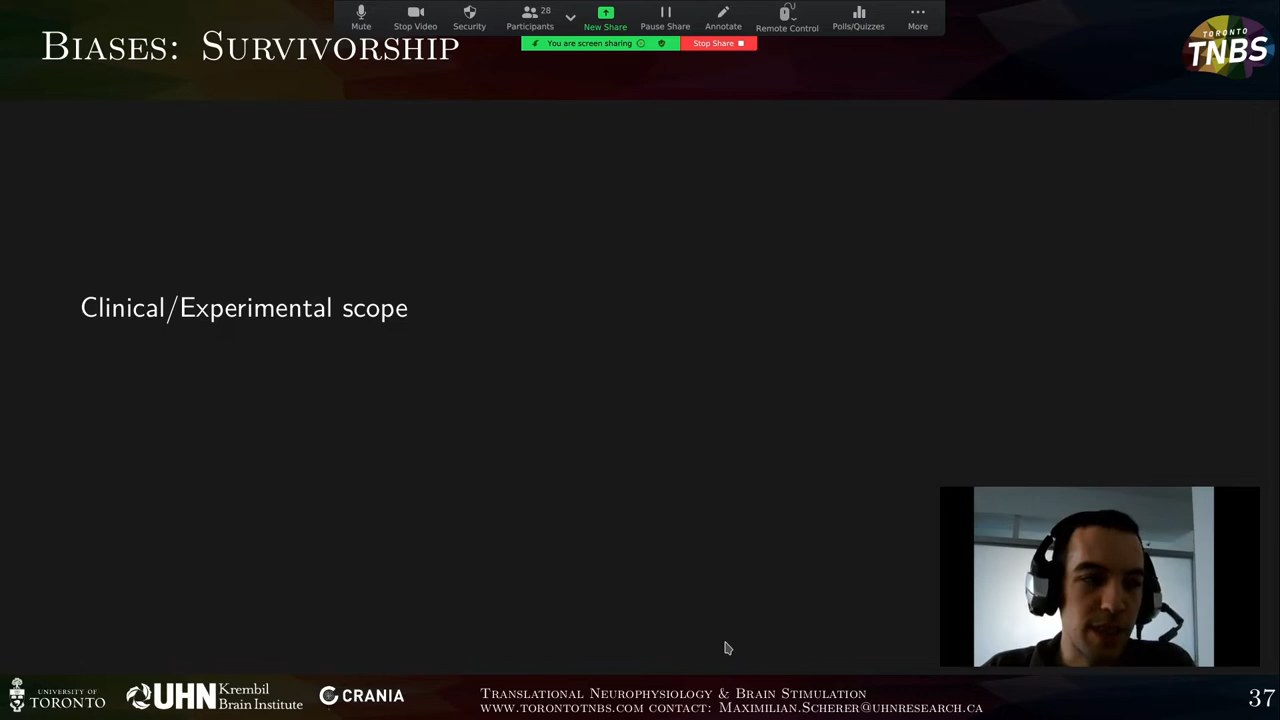 Mute
Stop Video
Security
Participants
28
New Share
Pause Share
Annotate
Remote Control
Polls/Quizzes
More
You are screen sharing
Stop Share
Biases: Survivorship
TORONTO
TNBS
Clinical/Experimental scope
UNIVERSITY OF
TORONTO
UHN
Krembil
Brain Institute
CRANIA
Translational Neurophysiology & Brain Stimulation
www.torontotnbs.com contact: Maximilian.Scherer@uhnresearch.ca
37